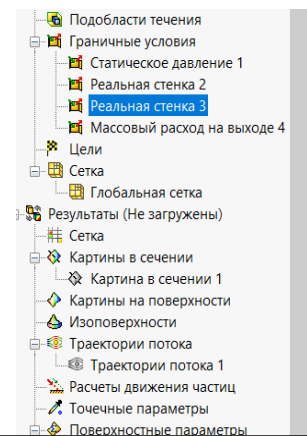 Подобласти течения
Граничные условия
Статическое давление 1
Реальная стенка 2
Реальная стенка 3
Массовый расход на выходе 4
Цели
Сетка
Глобальная сетка
Результаты (Не загружены)
Сетка
Картины в сечении
Картина в сечении 1
Картины на поверхности
Изоповерхности
Траектории потока
Траектории потока 1
Расчеты движения частиц
Точечные параметры
Поверхностные параметры